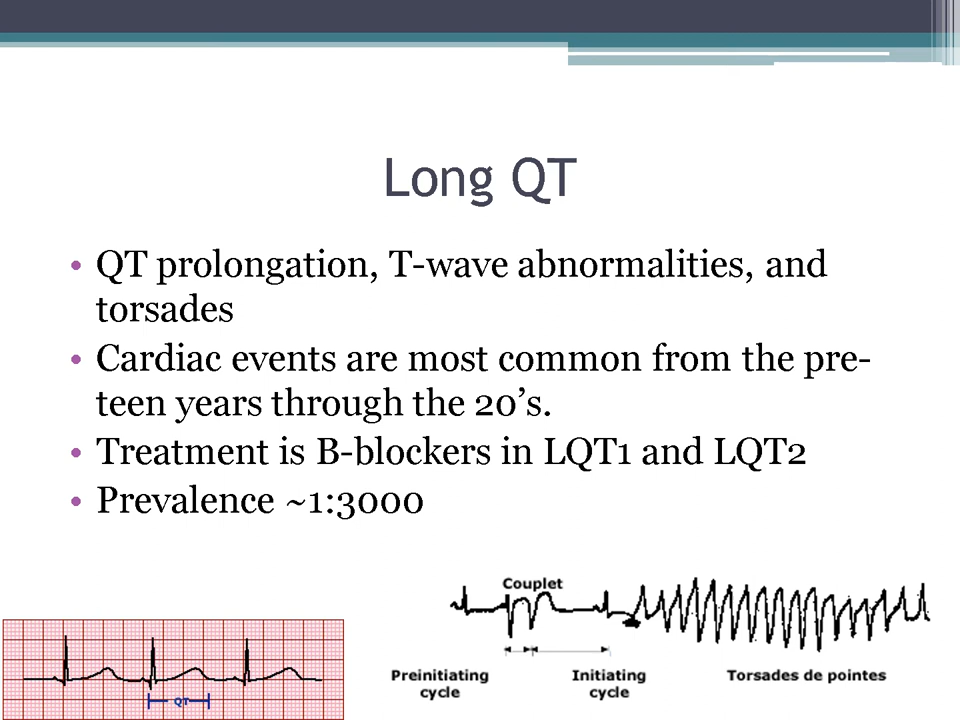 Long QT
• QT prolongation, T-wave abnormalities, and
torsades
• Cardiac events are most common from the pre-
teen years through the 20’s.
• Treatment is B-blockers in LQT1 and LQT2
• Prevalence ~1:3000
Couplet
Preinitiating
cycle
Initiating
cycle
Torsades de pointes
QT